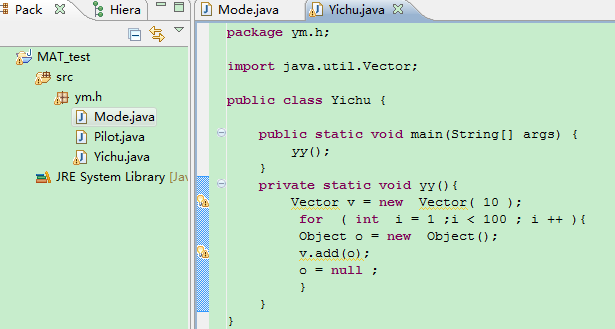 Pack
Hiera
MAT_test
src
ym.h
Mode.java
Pilot.java
Yichu.java
JRE System Library [Jav
Mode.java
Yichu.java
package ym.h;
import java.util.Vector;
public class Yichu {
public static void main(String[] args) {
yy();
}
private static void yy(){
Vector v = new  Vector( 10 );
for  ( int  i = 1 ;i < 100 ; i ++ ){
Object o = new  Object();
v.add(o);
o = null ;
}
}
}